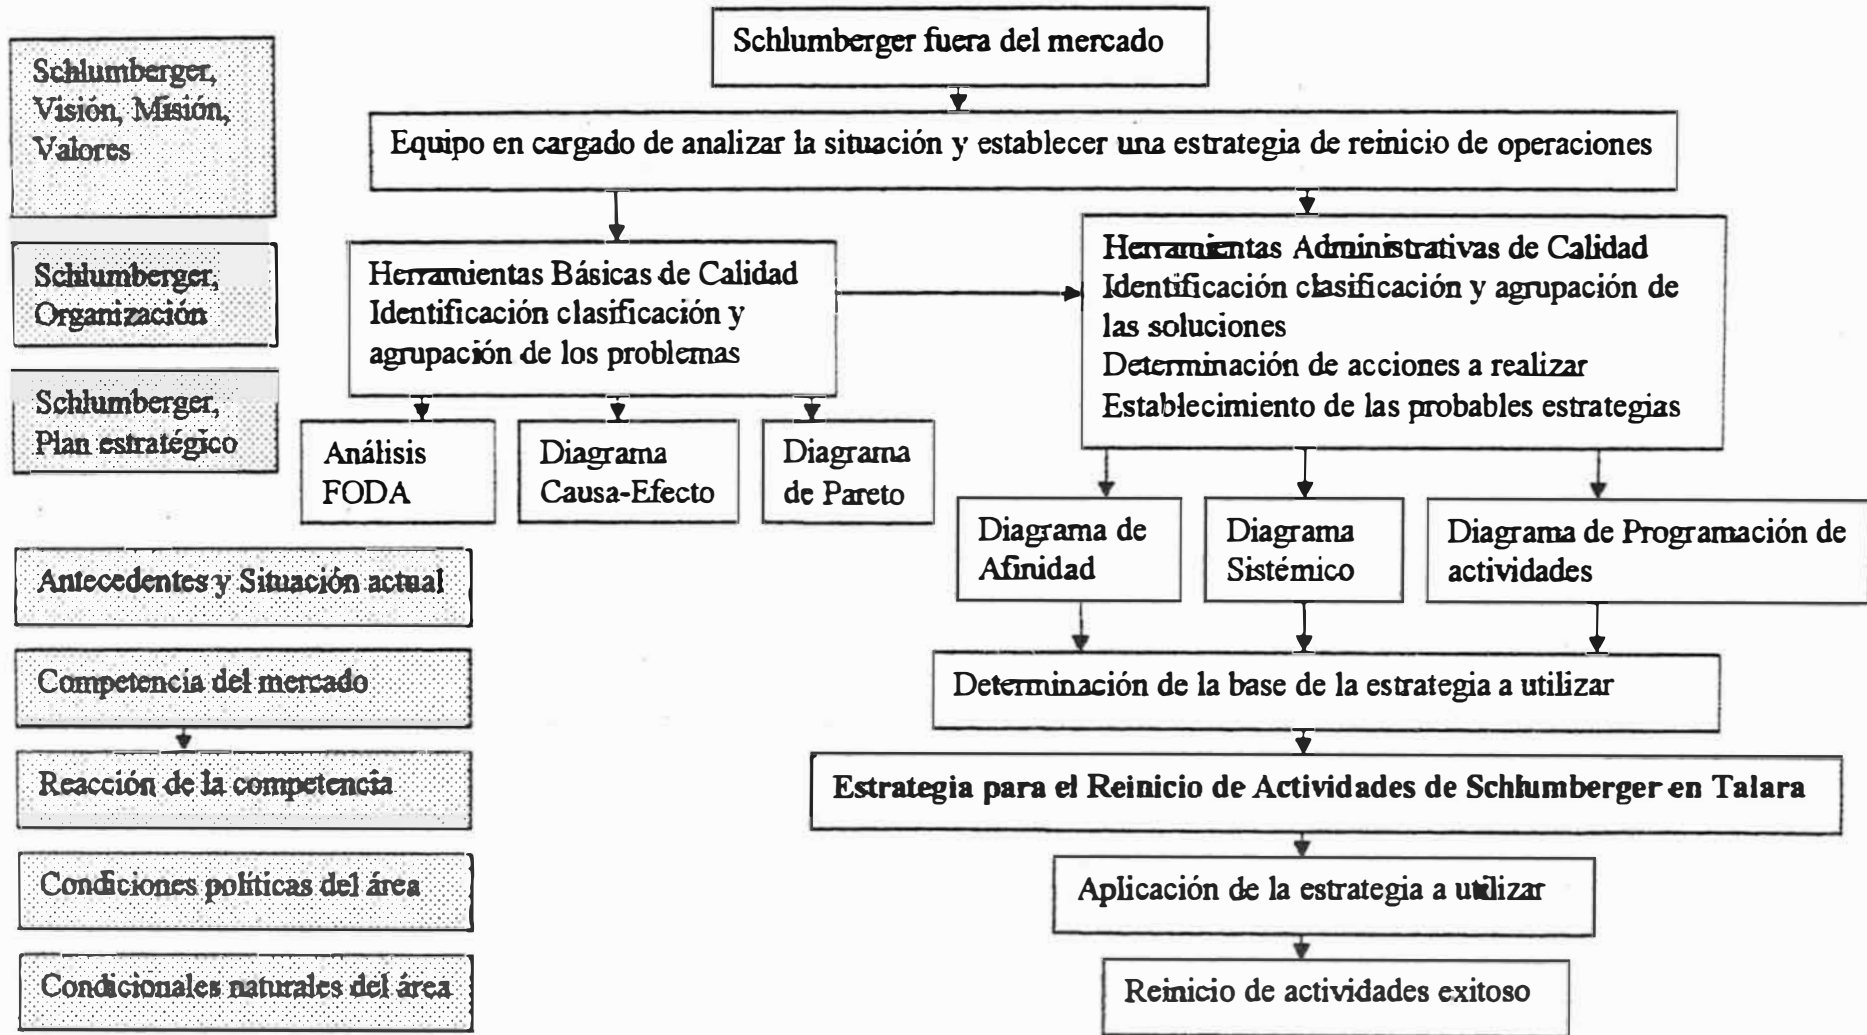 Schlumberger fuera del mercado
Schlumberger,
Visión, Misión,
Valores
Equipo en cargado de analizar la situación y establecer una estrategia de reinicio de operaciones
Schlumberger,
Organización
Herramientas Básicas de Calidad
Identificación clasificación y
agrupación de los problemas
Herramientas Administrativas de Calidad
Identificación clasificación y agrupación de
las soluciones
Determinación de acciones a realizar
Establecimiento de las probables estrategias
Schlumberger,
Plan estratégico
Análisis
FODA
Diagrama
Causa-Efecto
Diagrama
de Pareto
Diagrama de
Afinidad
Diagrama
Sistémico
Diagrama de Programación de
actividades
Antecedentes y Situación actual
Competencia del mercado
Determinación de la base de la estrategia a utilizar
Reacción de la competencia
Estrategia para el Reinicio de Actividades de Schlumberger en Talara
Condiciones políticas del área
Aplicación de la estrategia a utilizar
Condicionales naturales del área
Reinicio de actividades exitoso